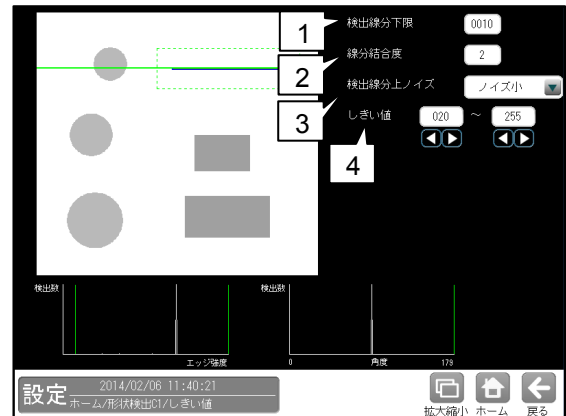 1 検出線分下限 0010
2 線分結合度 2
3 検出線分上ノイズ ノイズ小
4 しきい値 020 ～ 255
検出数 検出数
エッジ強度 0 角度 179
設定 2014/02/06 11:40:21
ホーム/形状検出C1/しきい値
拡大縮小 ホーム 戻る